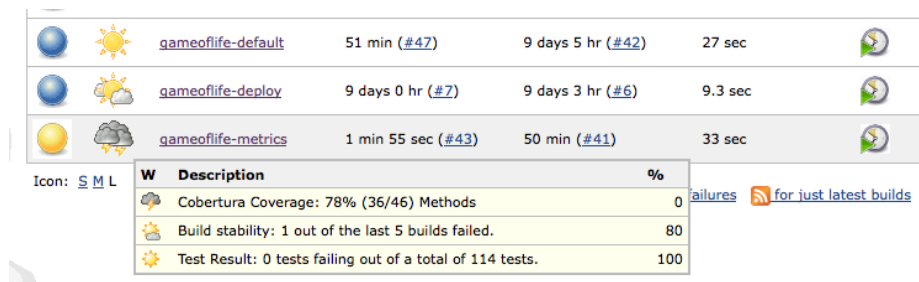 gameoflife-default 51 min (#47) 9 days 5 hr (#42) 27 sec
gameoflife-deploy 9 days 0 hr (#7) 9 days 3 hr (#6) 9.3 sec
gameoflife-metrics 1 min 55 sec (#43) 50 min (#41) 33 sec
Icon: S M L
W Description %
failures for just latest builds
Cobertura Coverage: 78% (36/46) Methods 0
Build stability: 1 out of the last 5 builds failed. 80
Test Result: 0 tests failing out of a total of 114 tests. 100